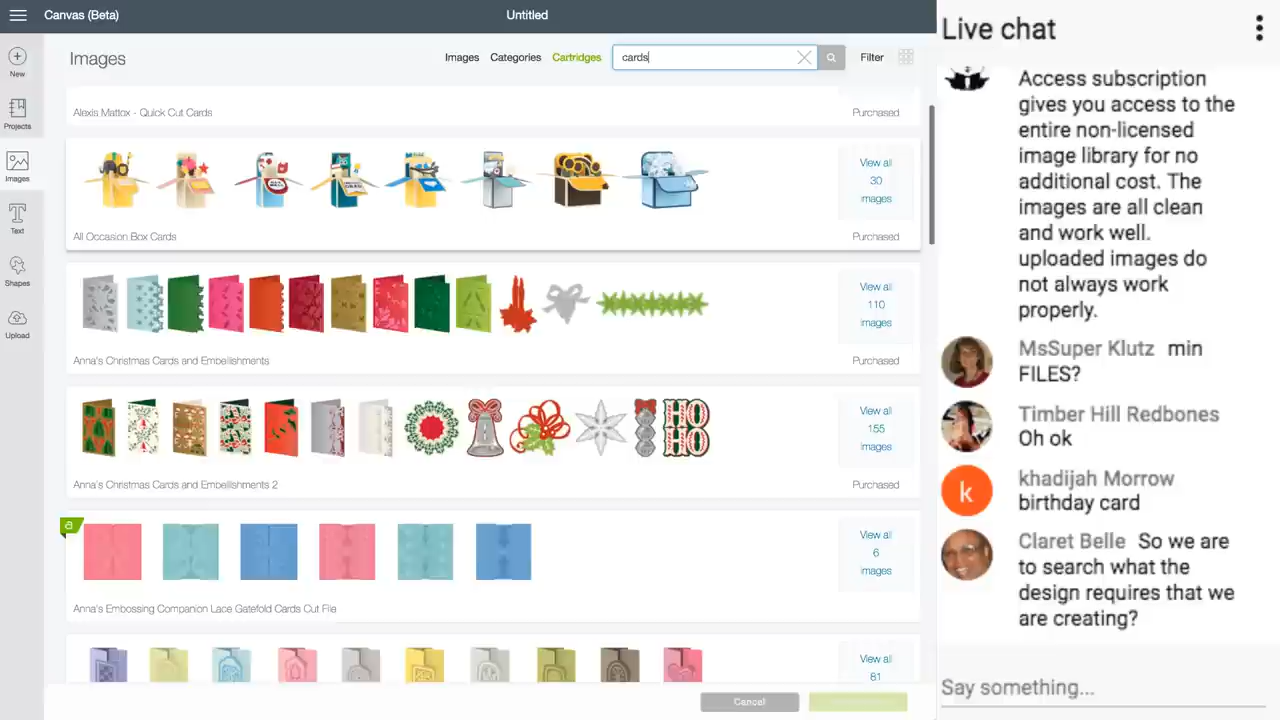 Canvas (Beta)
Untitled
New
Projects
Images
Text
Shapes
Upload
Images
Images Categories Cartridges
cards
Filter
Alexis Mattox - Quick Cut Cards
Purchased
View all
30
images
All Occasion Box Cards
Purchased
View all
110
images
Anna's Christmas Cards and Embellishments
Purchased
HO
HO
View all
155
images
Anna's Christmas Cards and Embellishments 2
Purchased
a
View all
6
images
Anna's Embossing Companion Lace Gatefold Cards Cut File
View all
81
Cancel
Live chat
Access subscription
gives you access to the
entire non-licensed
image library for no
additional cost. The
images are all clean
and work well.
uploaded images do
not always work
properly.
MsSuper Klutz min
FILES?
Timber Hill Redbones
Oh ok
k
khadijah Morrow
birthday card
Claret Belle So we are
to search what the
design requires that we
are creating?
Say something...